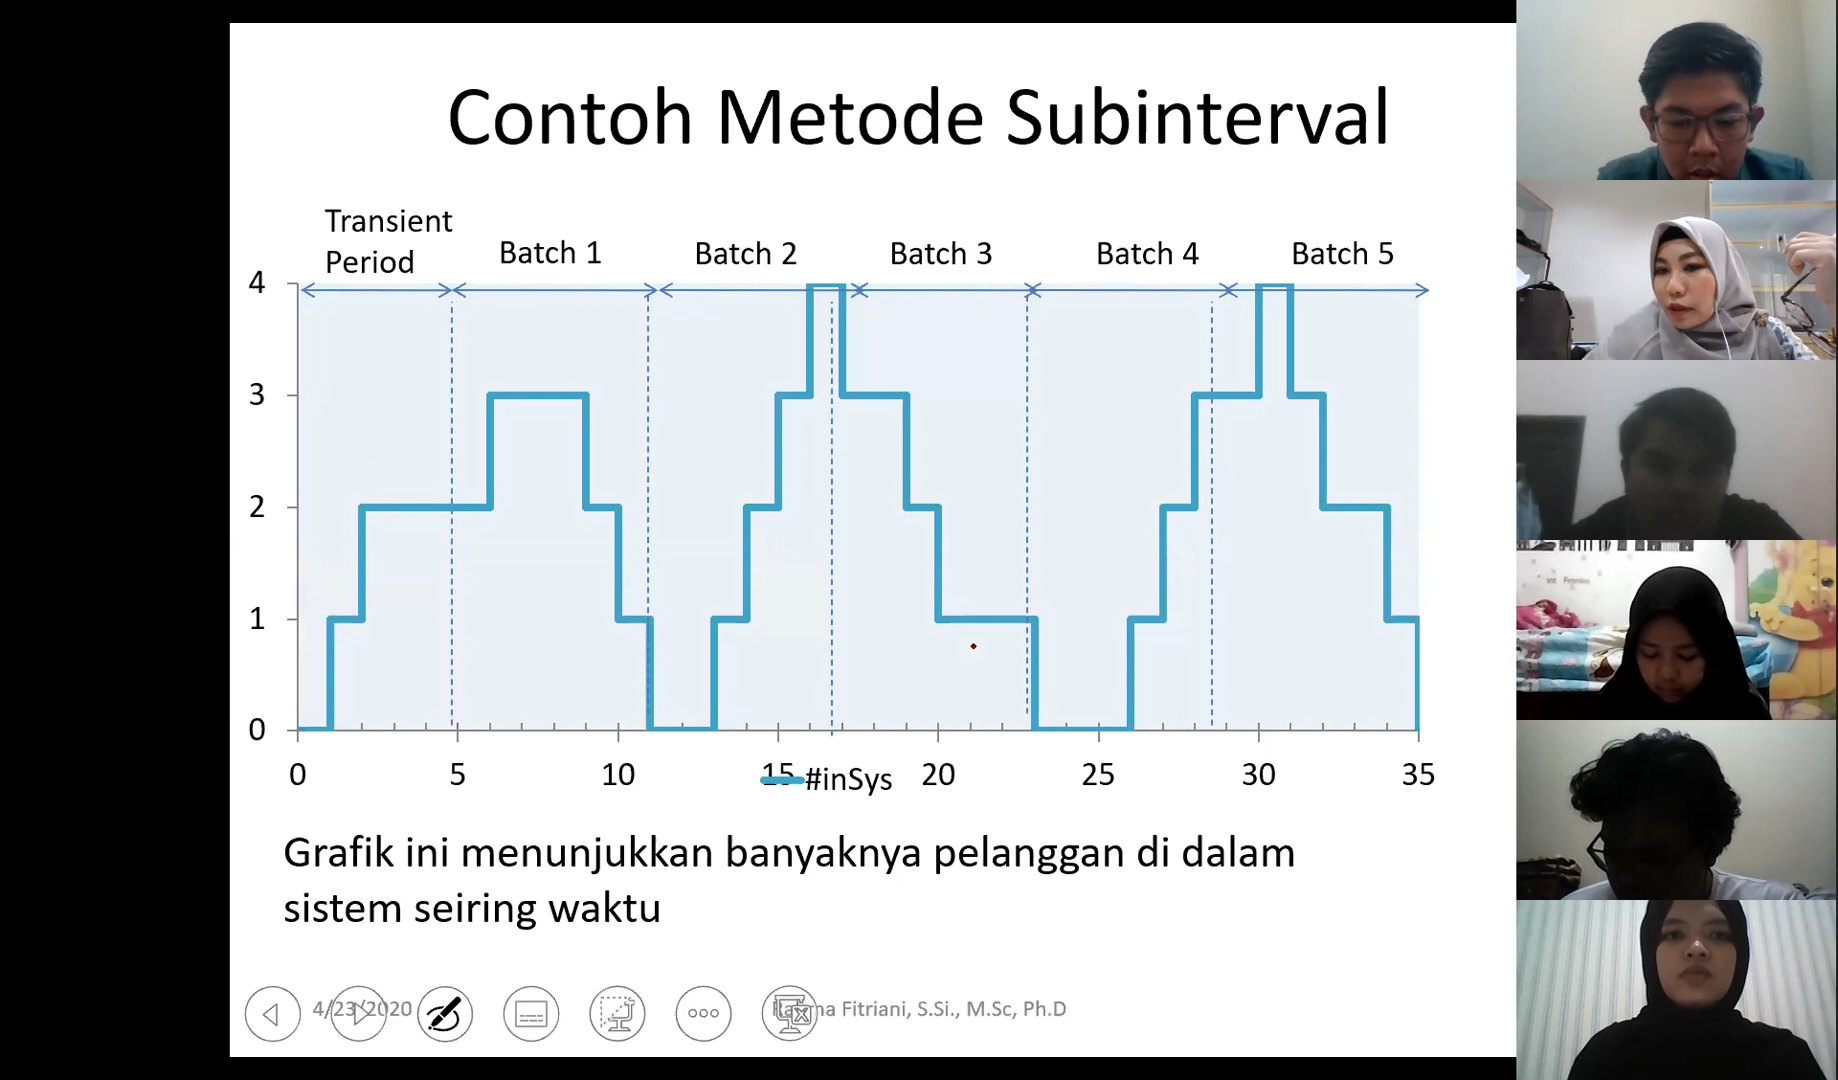 Contoh Metode Subinterval
Transient
Period
Batch 1
Batch 2
Batch 3
Batch 4
Batch 5
4
3
2
1
0
0 5 10 15 20 25 30 35
#inSys
Grafik ini menunjukkan banyaknya pelanggan di dalam
sistem seiring waktu
4/23/2020
Fitriani, S.Si., M.Sc, Ph.D